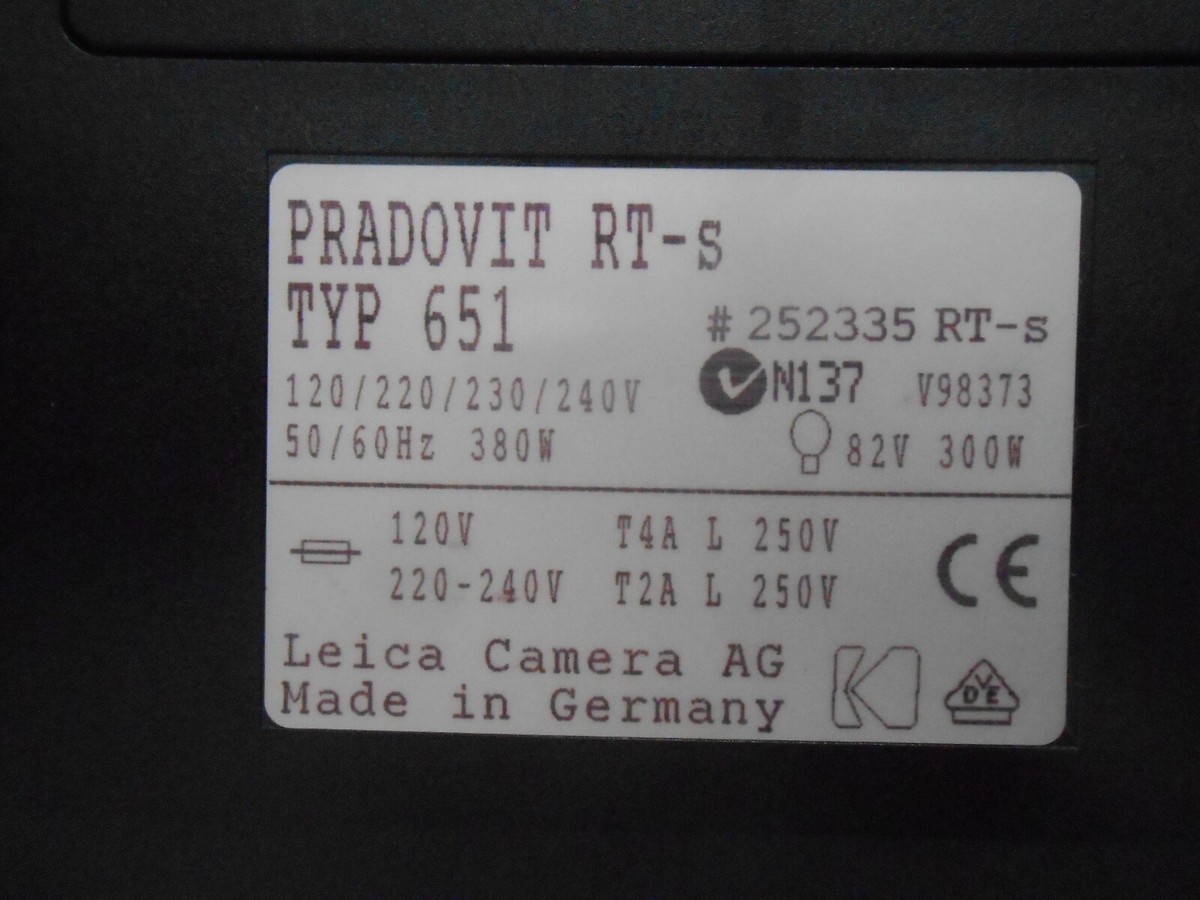 PRADOVIT RT-s
TYP 651
# 252335 RT-s
120/220/230/240V
N137 V98373
50/60Hz 380W
82V 300W
120V T4A L 250V
220-240V T2A L 250V
CE
Leica Camera AG
Made in Germany
K
DVE